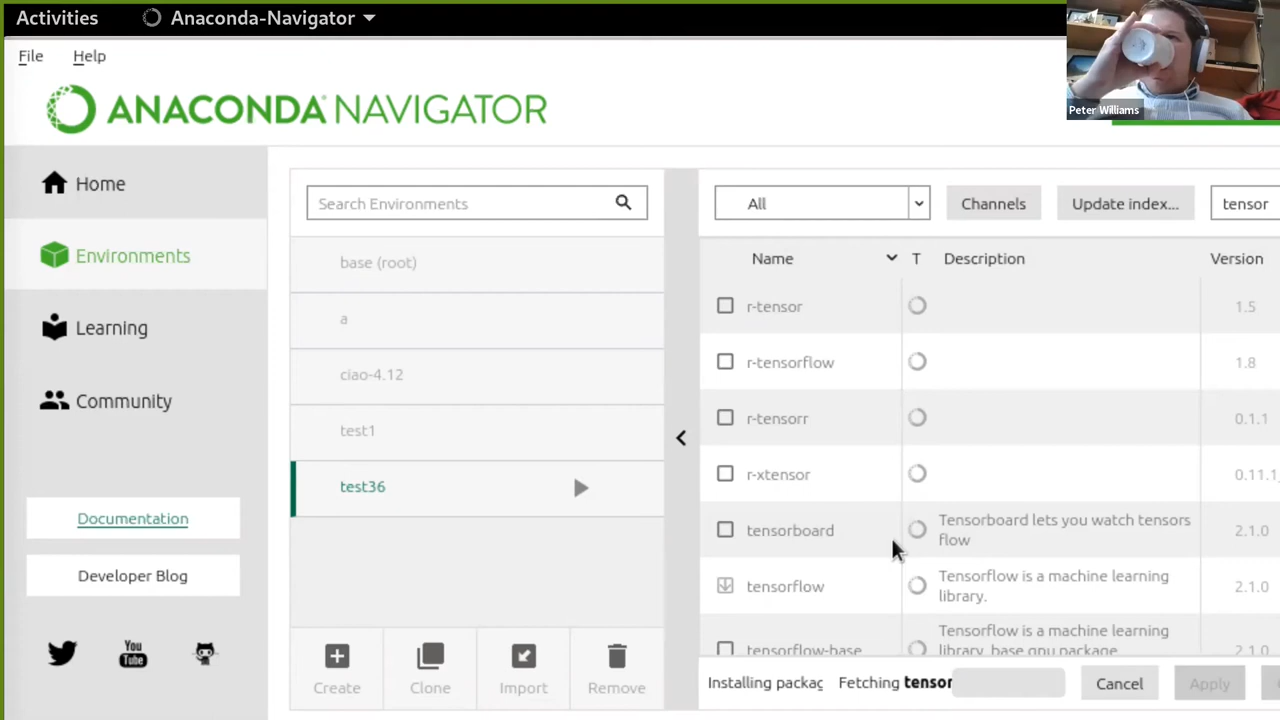 Activities
Anaconda-Navigator
File
Help
Peter Williams
ANACONDA NAVIGATOR
Home
Environments
Learning
Community
Documentation
Developer Blog
You
Tube
Search Environments
base (root)
a
ciao-4.12
test1
test36
Create
Clone
Import
Remove
All
Channels
Update index...
tensor
Name
T
Description
Version
r-tensor
1.5
r-tensorflow
1.8
r-tensorr
0.1.1
r-xtensor
0.11.1
tensorboard
Tensorboard lets you watch tensors
flow
2.1.0
tensorflow
Tensorflow is a machine learning
library.
2.1.0
tensorflow-base
Tensorflow is a machine learning
library, base gpu package
2.1.0
Installing packag
Fetching tensor
Cancel
Apply